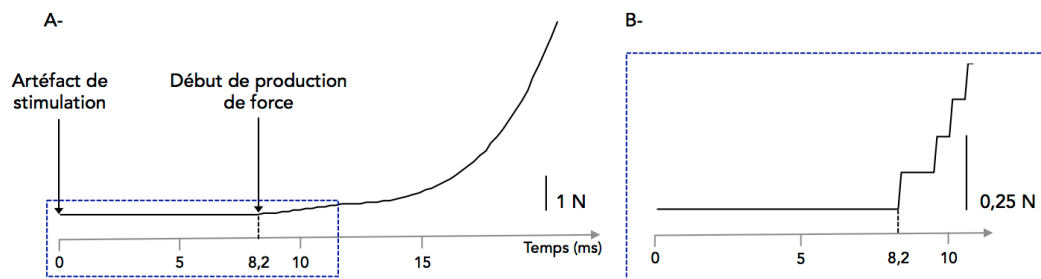 A-
Artéfact de
stimulation
Début de production
de force
1 N
Temps (ms)
0
5
8,2
10
15
B-
0,25 N
0
5
8,2
10